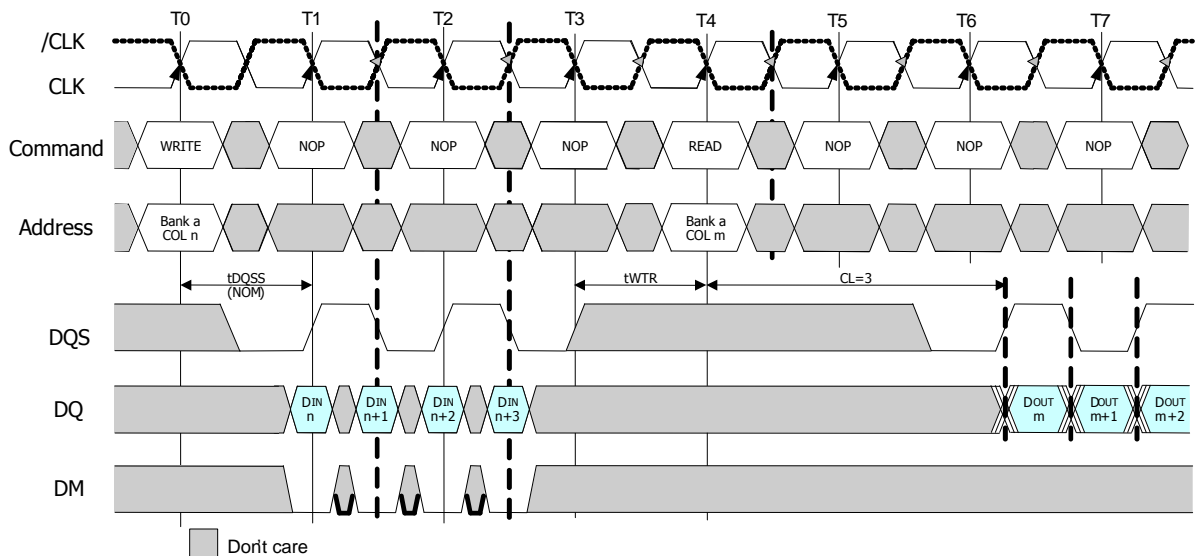 T0 T1 T2 T3 T4 T5 T6 T7
/CLK
CLK
Command WRITE NOP NOP NOP READ NOP NOP NOP
Address Bank a COL n Bank a COL m
tDQSS (NOM) tWTR CL=3
DQS
DQ DIN n DIN n+1 DIN n+2 DIN n+3 DOUT m DOUT m+1 DOUT m+2
DM
Don't care